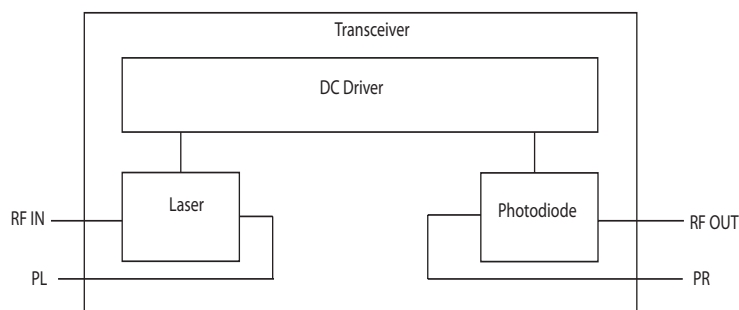 Transceiver
DC Driver
Laser
Photodiode
RF IN
RF OUT
PL
PR